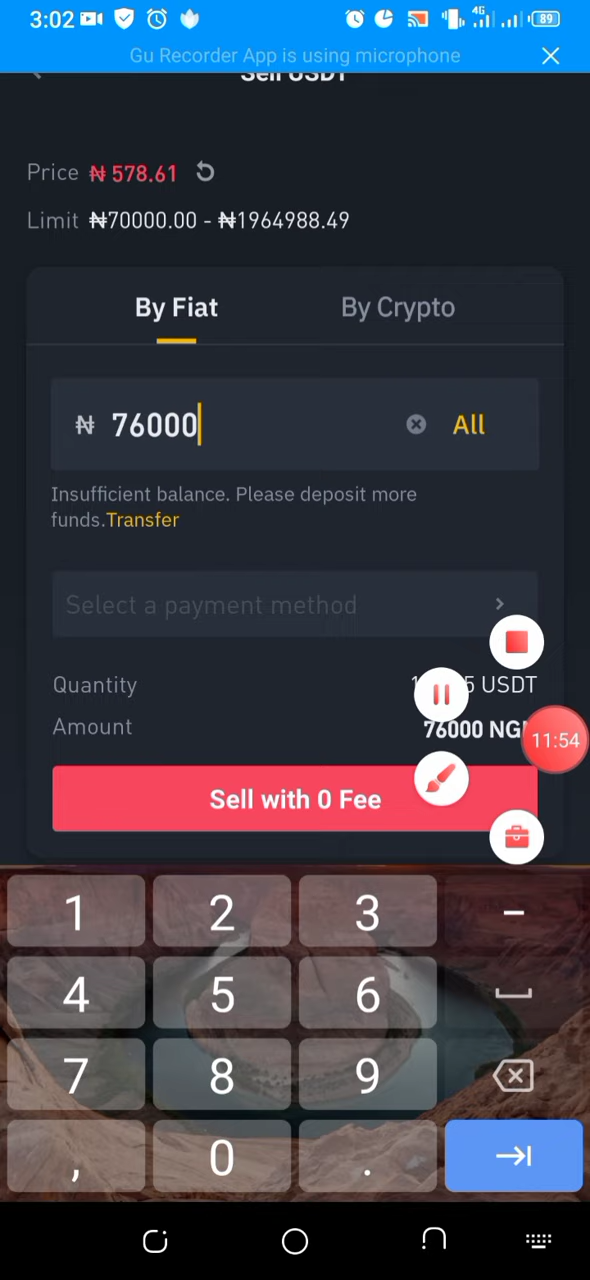 3:02
4G
89
Gu Recorder App is using microphone
Sell USDT
Price ₦ 578.61
Limit ₦70000.00 - ₦1964988.49
By Fiat By Crypto
₦ 76000 All
Insufficient balance. Please deposit more
funds.Transfer
Select a payment method
Quantity USDT
Amount 76000
11:54
Sell with 0 Fee
1 2 3 –
4 5 6
7 8 9
, 0 .